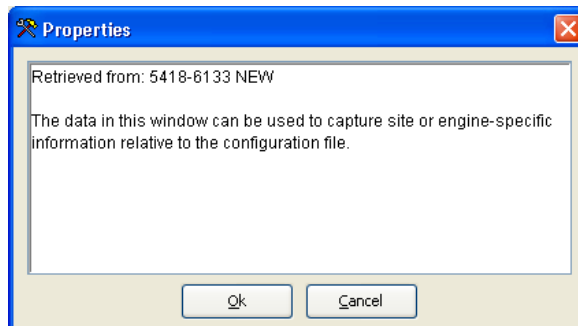 Properties
Retrieved from: 5418-6133 NEW
The data in this window can be used to capture site or engine-specific
information relative to the configuration file.
Ok
Cancel